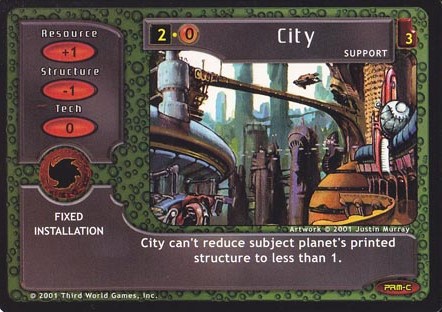 Resource
+1
Structure
-1
Tech
0
FIXED
INSTALLATION
2 • 0
City
SUPPORT
3
Artwork © 2001 Justin Murray
City can't reduce subject planet's printed
structure to less than 1.
© 2001 Third World Games, Inc.
PRM-C